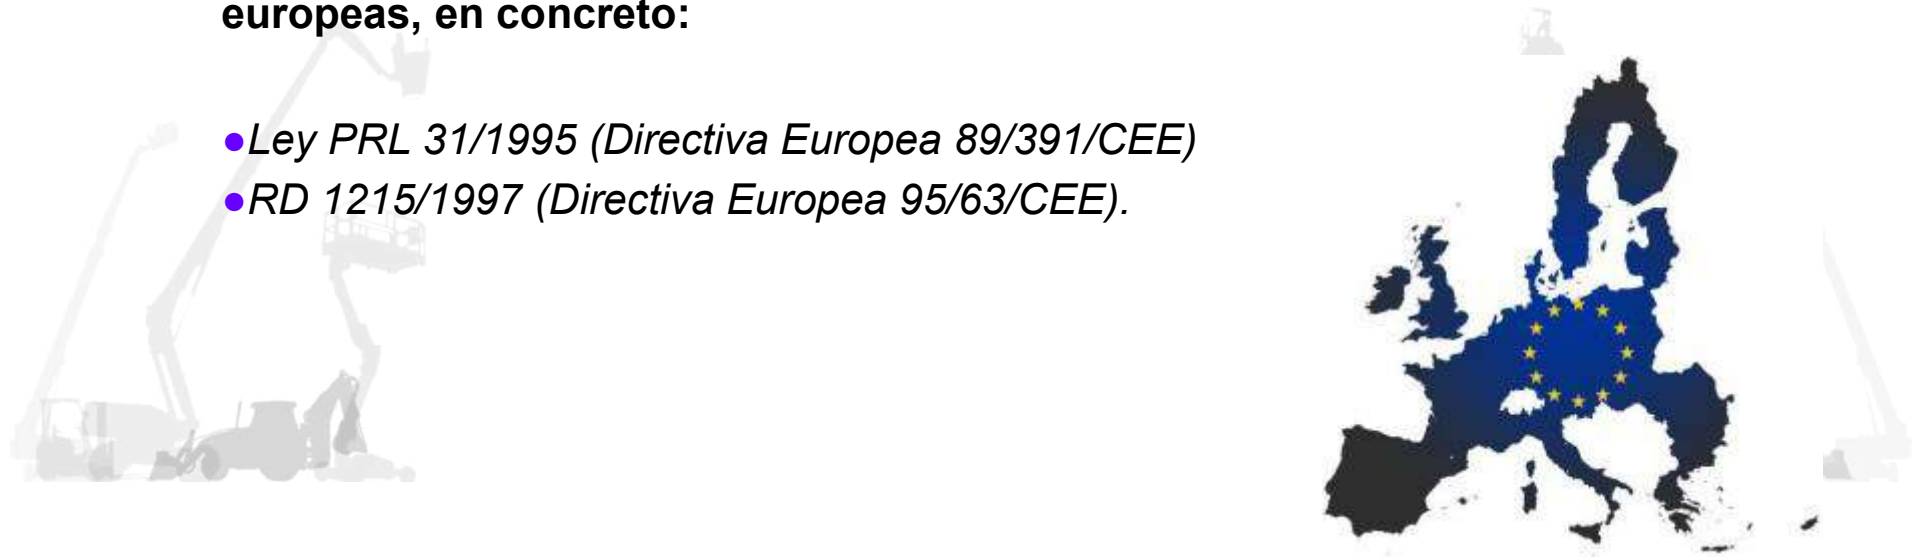 europeas, en concreto:
●Ley PRL 31/1995 (Directiva Europea 89/391/CEE)
●RD 1215/1997 (Directiva Europea 95/63/CEE).